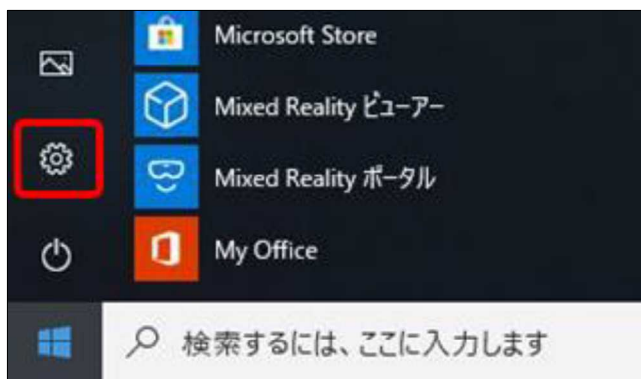 Microsoft Store
Mixed Reality ビューアー
Mixed Reality ポータル
My Office
検索するには、ここに入力します